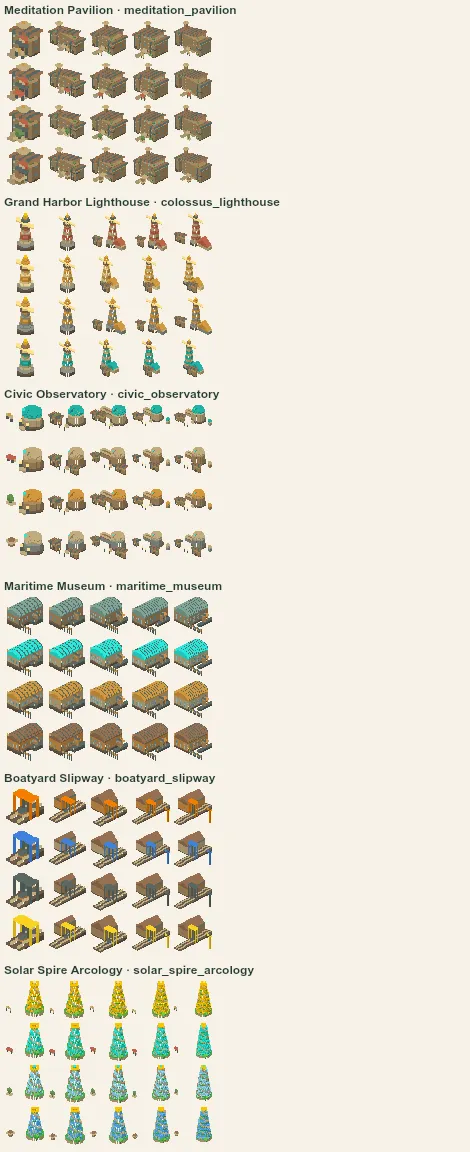 Meditation Pavilion · meditation_pavilion
Grand Harbor Lighthouse · colossus_lighthouse
Civic Observatory · civic_observatory
Maritime Museum · maritime_museum
Boatyard Slipway · boatyard_slipway
Solar Spire Arcology · solar_spire_arcology